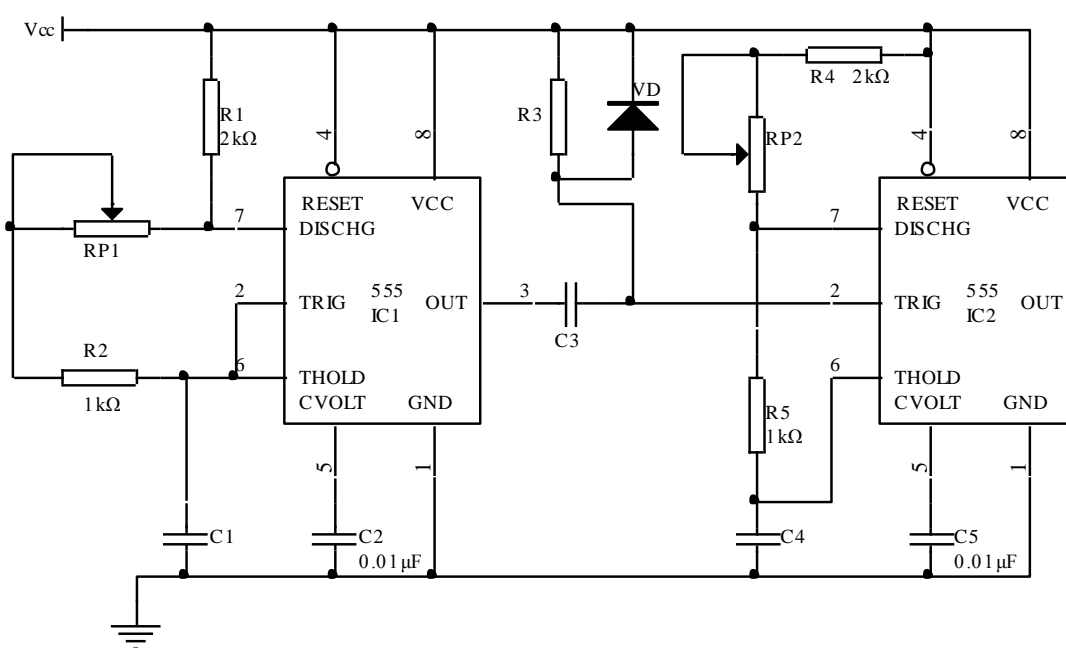 Vcc
R1
2kΩ
4
8
RESET
VCC
7
DISCHG
2
TRIG
555
IC1
OUT
3
6
THOLD
CVOLT
GND
5
1
RP1
R2
1kΩ
C1
C2
0.01μF
C3
R3
VD
R4
2kΩ
RP2
4
8
RESET
VCC
7
DISCHG
2
TRIG
555
IC2
OUT
6
THOLD
CVOLT
GND
5
1
R5
1kΩ
C4
C5
0.01μF